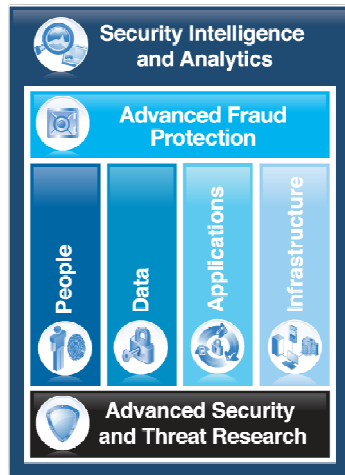 Security Intelligence
and Analytics
Advanced Fraud
Protection
People
Data
Applications
Infrastructure
Advanced Security
and Threat Research